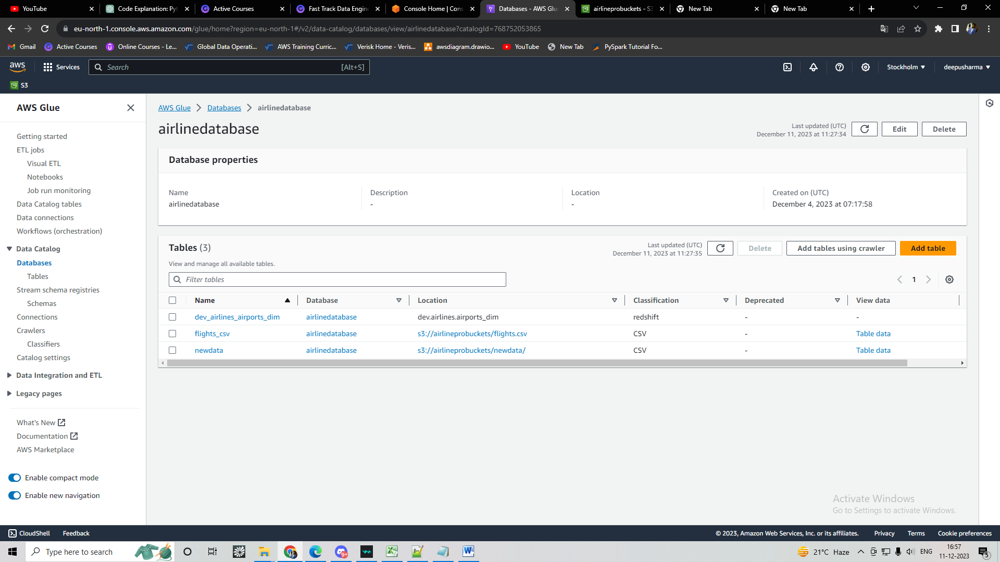 YouTube
Code Explanation: Pyt
Active Courses
Fast Track Data Engin
Console Home | Cons
Databases - AWS Glu
airlineprobuckets - S3
New Tab
New Tab
eu-north-1.console.aws.amazon.com/glue/home?region=eu-north-1#/v2/data-catalog/databases/view/airlinedatabase?catalogId=768752053865
Gmail
Active Courses
Online Courses - Le...
Global Data Operati...
AWS Training Curric...
Verisk Home - Veris...
awsdiagram.drawio...
YouTube
New Tab
PySpark Tutorial Fo...
aws
Services
Search
[Alt+S]
Stockholm
deepusharma
S3
AWS Glue
Getting started
ETL jobs
Visual ETL
Notebooks
Job run monitoring
Data Catalog tables
Data connections
Workflows (orchestration)
Data Catalog
Databases
Tables
Stream schema registries
Schemas
Connections
Crawlers
Classifiers
Catalog settings
Data Integration and ETL
Legacy pages
What's New
Documentation
AWS Marketplace
Enable compact mode
Enable new navigation
AWS Glue
Databases
airlinedatabase
airlinedatabase
Last updated (UTC)
December 11, 2023 at 11:27:34
Edit
Delete
Database properties
Name
airlinedatabase
Description
-
Location
-
Created on (UTC)
December 4, 2023 at 07:17:58
Tables (3)
View and manage all available tables.
Last updated (UTC)
December 11, 2023 at 11:27:35
Delete
Add tables using crawler
Add table
Filter tables
1
Name Database Location Classification Deprecated View data
dev_airlines_airports_dim airlinedatabase dev.airlines.airports_dim redshift - -
flights_csv airlinedatabase s3://airlineprobuckets/flights.csv CSV - Table data
newdata airlinedatabase s3://airlineprobuckets/newdata/ CSV - Table data
Activate Windows
Go to Settings to activate Windows.
CloudShell
Feedback
© 2023, Amazon Web Services, Inc. or its affiliates.
Privacy
Terms
Cookie preferences
Type here to search
9+
21°C Haze
ENG
16:57
11-12-2023
5